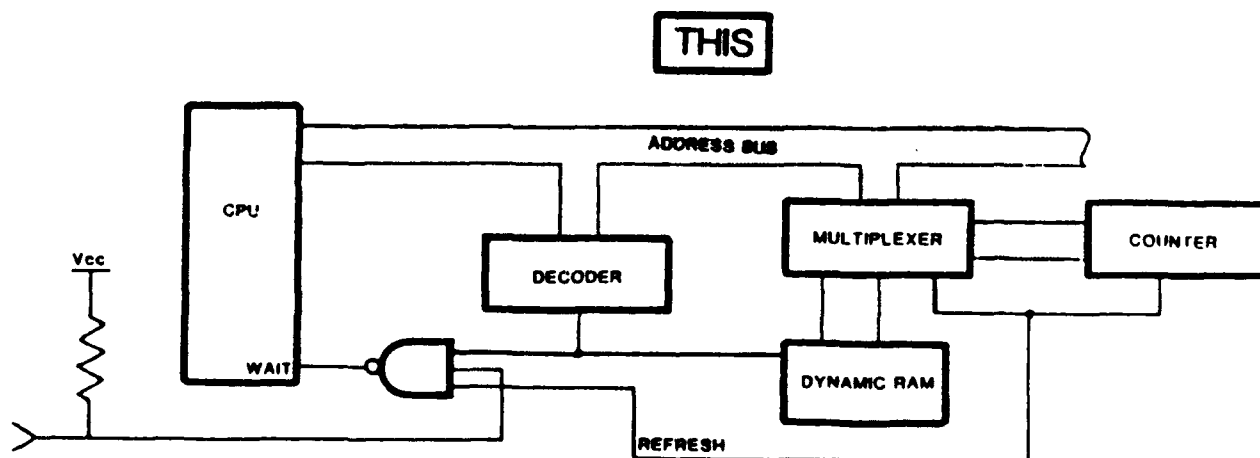 THIS
ADDRESS BUS
CPU
MULTIPLEXER
COUNTER
Vcc
DECODER
WAIT
DYNAMIC RAM
REFRESH